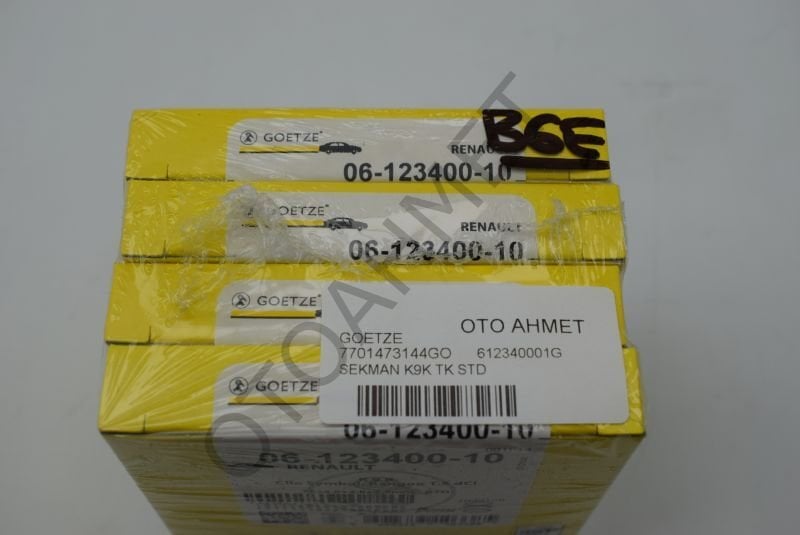 GOETZE
RENAULT
06-123400-10
B6E
GOETZE
RENAULT
06-123400-10
GOETZE
OTO AHMET
GOETZE
7701473144GO 612340001G
SEKMAN K9K TK STD
GOETZE
06-123400-10
06-123400-10
RENAULT
OTOAHMET